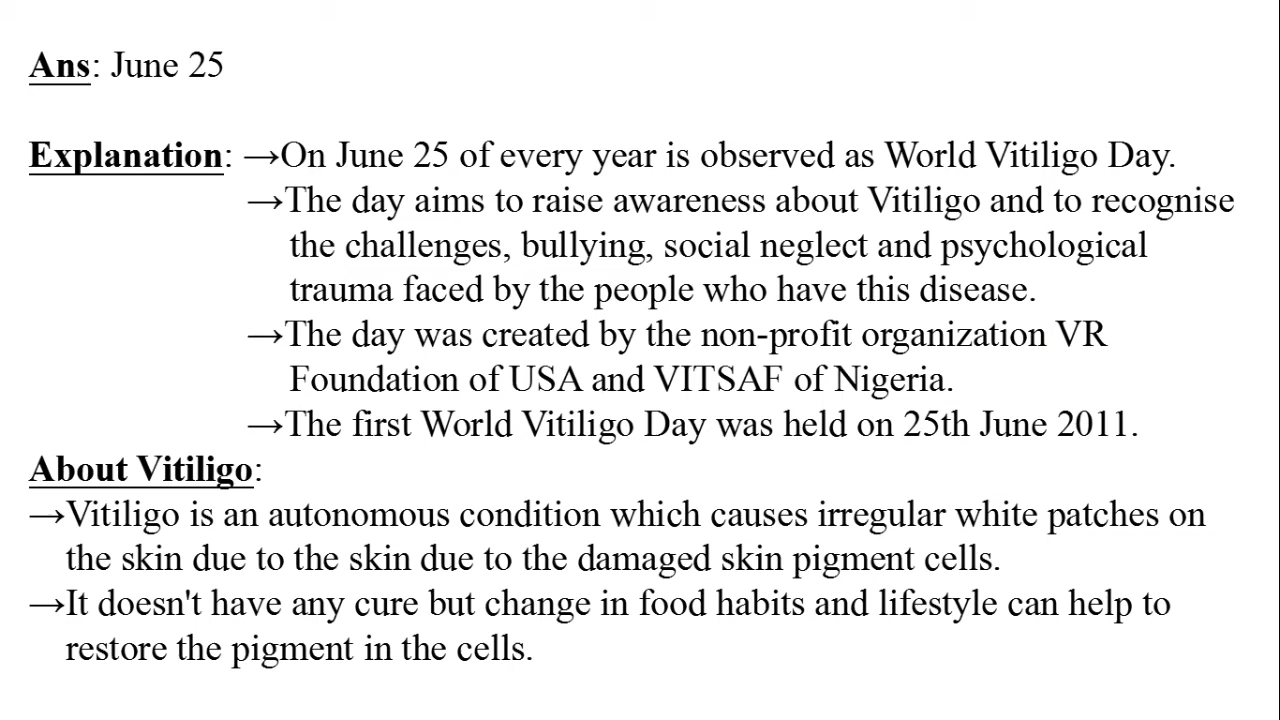 Ans: June 25
Explanation: →On June 25 of every year is observed as World Vitiligo Day.
→The day aims to raise awareness about Vitiligo and to recognise
the challenges, bullying, social neglect and psychological
trauma faced by the people who have this disease.
→The day was created by the non-profit organization VR
Foundation of USA and VITSAF of Nigeria.
→The first World Vitiligo Day was held on 25th June 2011.
About Vitiligo:
→Vitiligo is an autonomous condition which causes irregular white patches on
the skin due to the skin due to the damaged skin pigment cells.
→It doesn't have any cure but change in food habits and lifestyle can help to
restore the pigment in the cells.